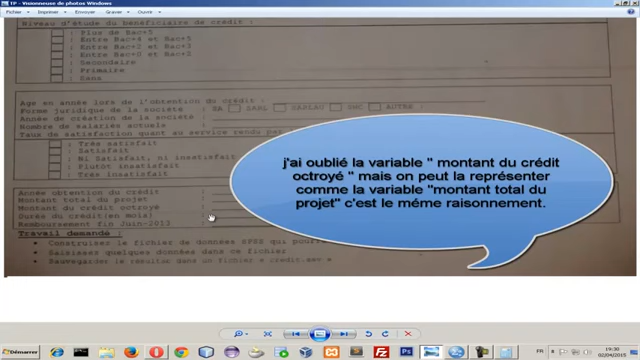 TP - Visionneuse de photos Windows
Fichier Imprimer Envoyer Graver Ouvrir
Niveau d'étude du bénéficiaire de crédit :
: Plus de Bac+5
: Entre Bac+4 et Bac+5
: Entre Bac+2 et Bac+3
: Entre Bac+0 et Bac+2
: Secondaire
: Primaire
: Sans
Age en année lors de l'obtention du crédit :
Forme juridique de la société : SA SARL SARLAU SNC AUTRE :
Année de création de la société :
Nombre de salariés actuels
Taux de satisfaction quant au service rendu par
: Très satisfait
: Satisfait
: Ni Satisfait, ni insatisfait
: Plutôt insatisfait
: Très insatisfait
j'ai oublié la variable " montant du crédit
octroyé " mais on peut la représenter
comme la variable "montant total du
projet" c'est le méme raisonnement.
Année obtention du crédit :
Montant total du projet :
Montant du crédit octroyé :
Durée du crédit(en mois) :
Remboursement fin Juin-2013 :
Travail demandé :
Construisez le fichier de données SPSS qui
Saisissez quelques données dans ce fichier
Sauvegarder le résultat dans un fichier « credit.sav »
Démarrer
FR
19:30
02/04/2015